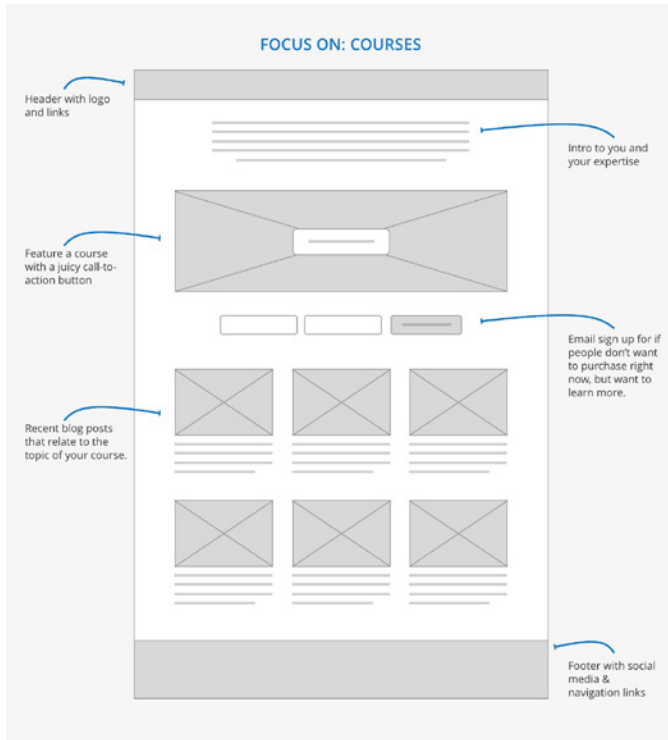 FOCUS ON: COURSES
Header with logo
and links
Intro to you and
your expertise
Feature a course
with a juicy call-to-
action button
Email sign up for if
people don't want
to purchase right
now, but want to
learn more.
Recent blog posts
that relate to the
topic of your course.
Footer with social
media &
navigation links